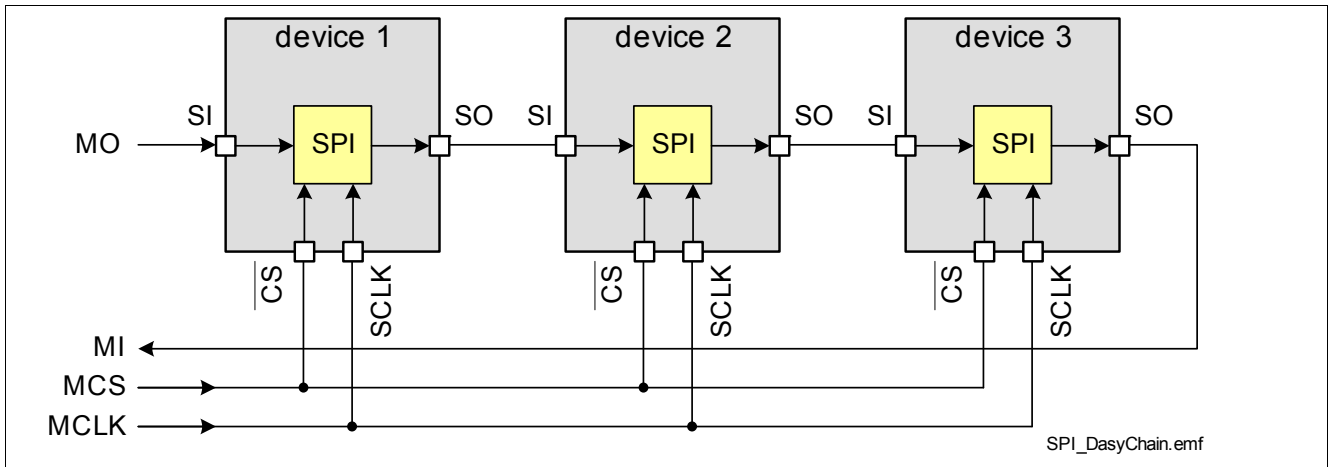 device 1 device 2 device 3
SI SO SI SO SI SO
MO SPI SPI SPI
CS SCLK CS SCLK CS SCLK
MI
MCS
MCLK
SPI_DasyChain.emf